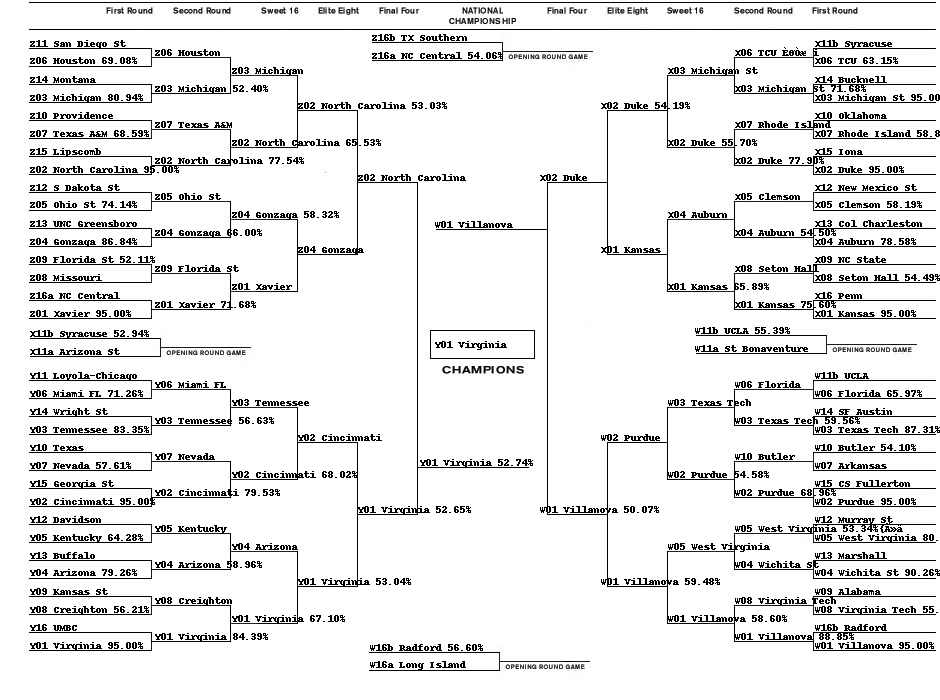 First Round Second Round Sweet 16 Elite Eight Final Four NATIONAL CHAMPIONSHIP Final Four Elite Eight Sweet 16 Second Round First Round
Z11 San Diego St
Z06 Houston 69.08%
Z14 Montana
Z03 Michigan 80.94%
Z10 Providence
Z07 Texas A&M 68.59%
Z15 Lipscomb
Z02 North Carolina 95.00%
Z12 S Dakota St
Z05 Ohio St 74.14%
Z13 UNC Greensboro
Z04 Gonzaga 86.84%
Z09 Florida St 52.11%
Z08 Missouri
Z16a NC Central
Z01 Xavier 95.00%
Z06 Houston
Z03 Michigan 52.40%
Z07 Texas A&M
Z02 North Carolina 77.54%
Z05 Ohio St
Z04 Gonzaga 66.00%
Z09 Florida St
Z01 Xavier 71.68%
Z03 Michigan
Z02 North Carolina 65.53%
Z04 Gonzaga 58.32%
Z01 Xavier
Z02 North Carolina 53.03%
Z04 Gonzaga
Z02 North Carolina
Z16b TX Southern
Z16a NC Central 54.06%
OPENING ROUND GAME
X11b Syracuse 52.94%
X11a Arizona St
OPENING ROUND GAME
Y11 Loyola-Chicago
Y06 Miami FL 71.26%
Y14 Wright St
Y03 Tennessee 83.35%
Y10 Texas
Y07 Nevada 57.61%
Y15 Georgia St
Y02 Cincinnati 95.00%
Y12 Davidson
Y05 Kentucky 64.28%
Y13 Buffalo
Y04 Arizona 79.26%
Y09 Kansas St
Y08 Creighton 56.21%
Y16 UMBC
Y01 Virginia 95.00%
Y06 Miami FL
Y03 Tennessee 56.63%
Y07 Nevada
Y02 Cincinnati 79.53%
Y05 Kentucky
Y04 Arizona 58.96%
Y08 Creighton
Y01 Virginia 84.39%
Y03 Tennessee
Y02 Cincinnati 68.02%
Y04 Arizona
Y01 Virginia 67.10%
Y02 Cincinnati
Y01 Virginia 53.04%
Y01 Virginia 52.65%
Y01 Virginia 52.74%
W01 Villanova
Y01 Virginia
CHAMPIONS
X02 Duke
W01 Villanova 50.07%
X02 Duke 54.19%
X01 Kansas
X03 Michigan St
X02 Duke 55.70%
X04 Auburn
X01 Kansas 65.89%
X06 TCU
X03 Michigan St 71.68%
X07 Rhode Island
X02 Duke 77.90%
X05 Clemson
X04 Auburn 54.50%
X08 Seton Hall
X01 Kansas 75.60%
X11b Syracuse
X06 TCU 63.15%
X14 Bucknell
X03 Michigan St 95.00
X10 Oklahoma
X07 Rhode Island 58.8
X15 Iona
X02 Duke 95.00%
X12 New Mexico St
X05 Clemson 58.19%
X13 Col Charleston
X04 Auburn 78.58%
X09 NC State
X08 Seton Hall 54.49%
X16 Penn
X01 Kansas 95.00%
W11b UCLA 55.39%
W11a St Bonaventure
OPENING ROUND GAME
W02 Purdue
W01 Villanova 59.48%
W03 Texas Tech
W02 Purdue 54.58%
W05 West Virginia
W01 Villanova 58.60%
W06 Florida
W03 Texas Tech 59.56%
W10 Butler
W02 Purdue 68.96%
W05 West Virginia 53.34%
W04 Wichita St
W08 Virginia Tech
W01 Villanova 88.85%
W11b UCLA
W06 Florida 65.97%
W14 SF Austin
W03 Texas Tech 87.31%
W10 Butler 54.10%
W07 Arkansas
W15 CS Fullerton
W02 Purdue 95.00%
W12 Murray St
W05 West Virginia 80.
W13 Marshall
W04 Wichita St 90.26%
W09 Alabama
W08 Virginia Tech 55.
W16b Radford
W01 Villanova 95.00%
W16b Radford 56.60%
W16a Long Island
OPENING ROUND GAME